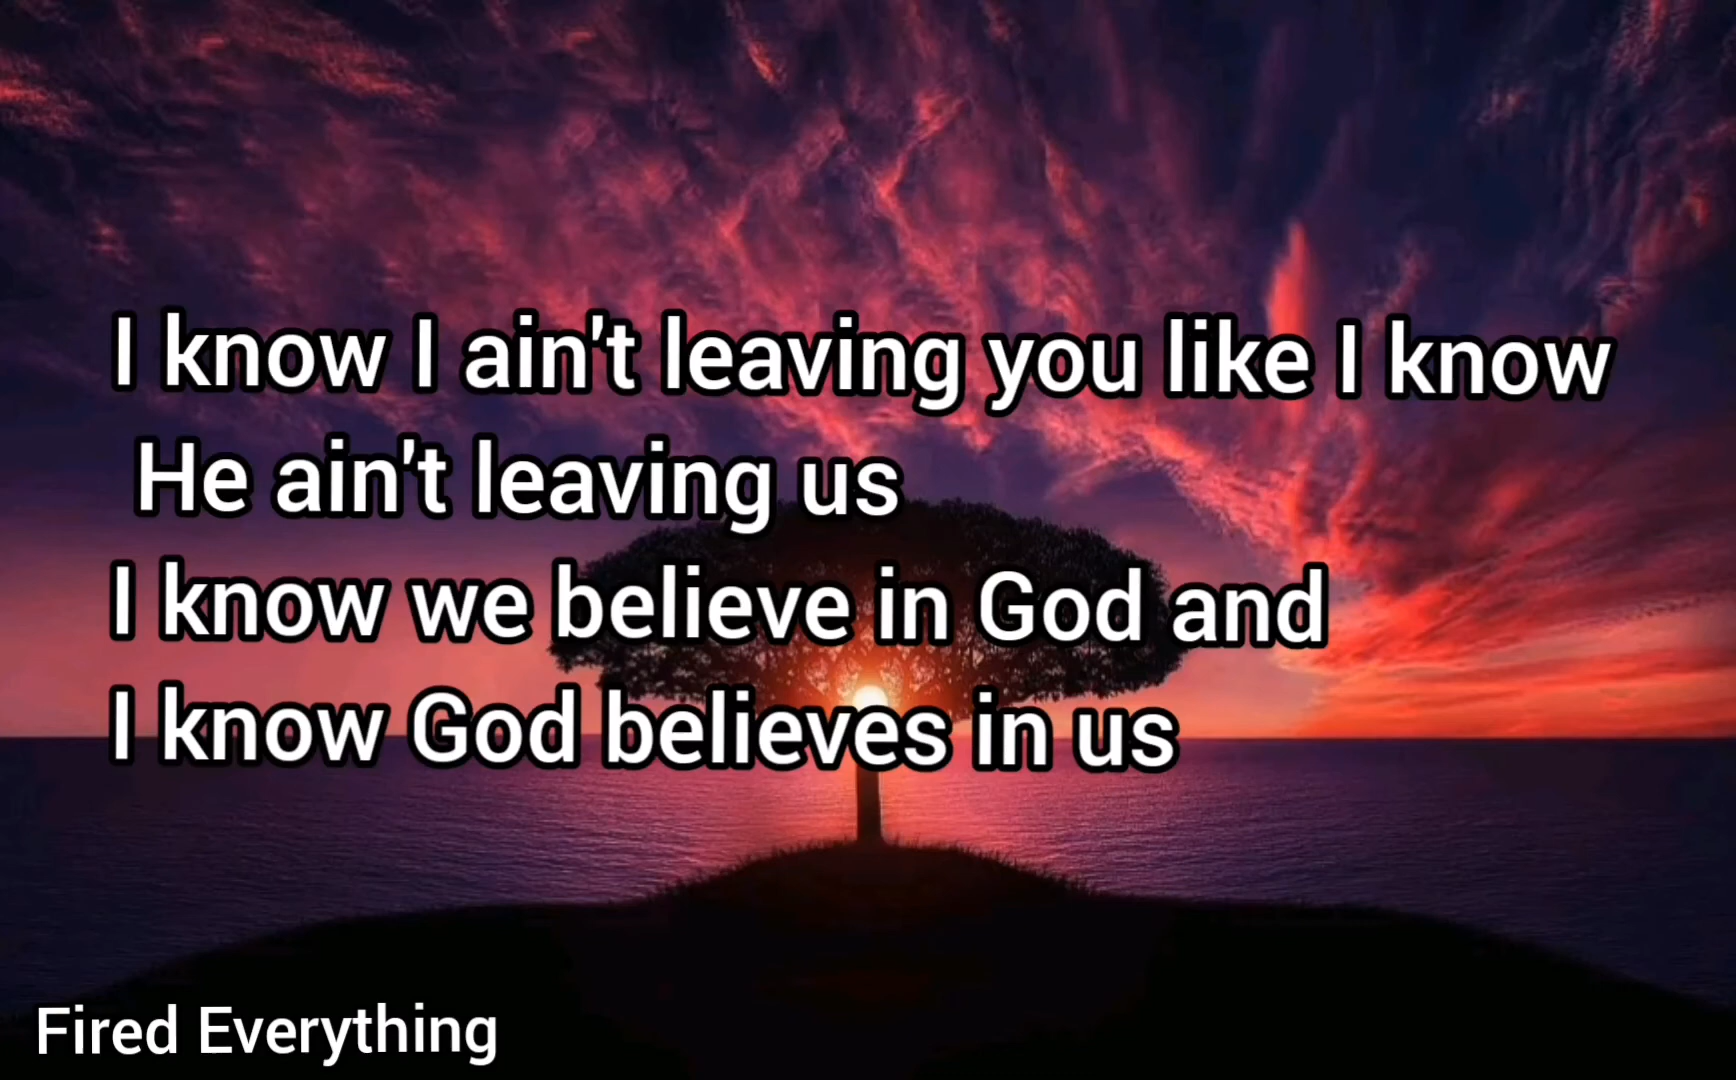 I know I ain't leaving you like I know
He ain't leaving us
I know we believe in God and
I know God believes in us
Fired Everything